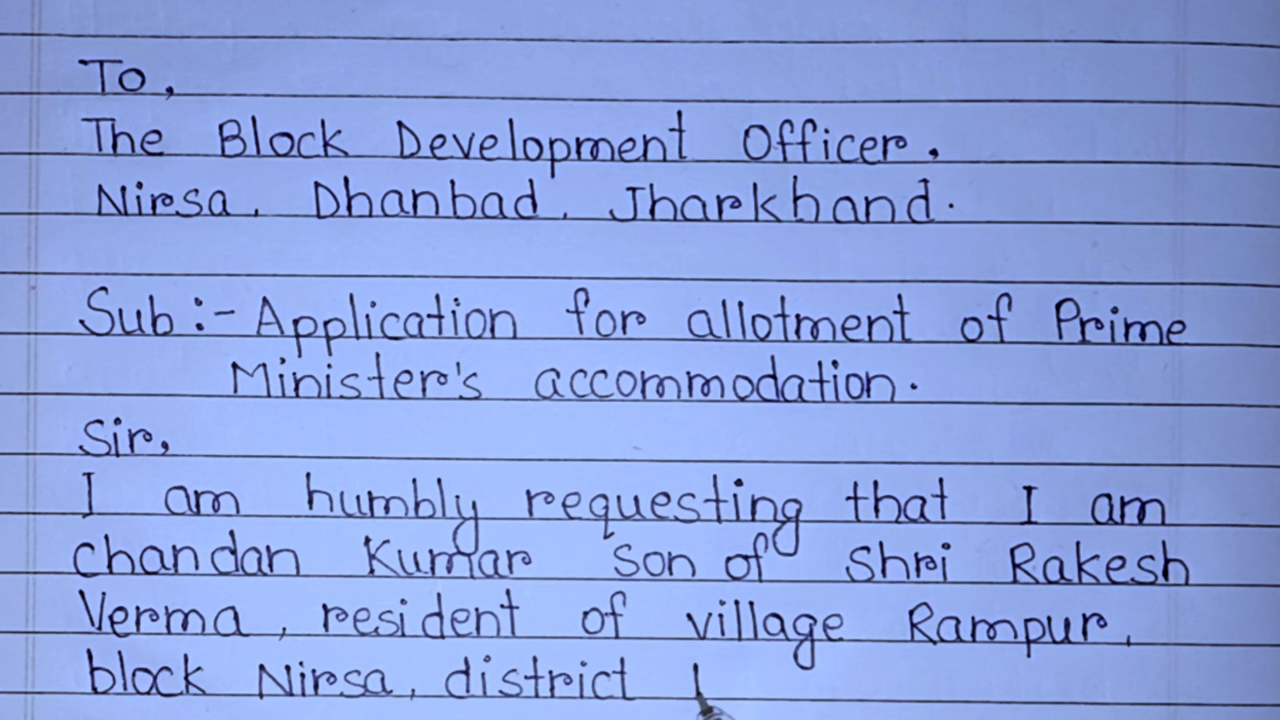 To,
The Block Development Officer.
Nirsa, Dhanbad, Jharkhand.
Sub:- Application for allotment of Prime
Minister's accommodation.
Sir,
I am humbly requesting that I am
Chandan Kumar son of Shri Rakesh
Verma, resident of village Rampur,
block Nirsa, district